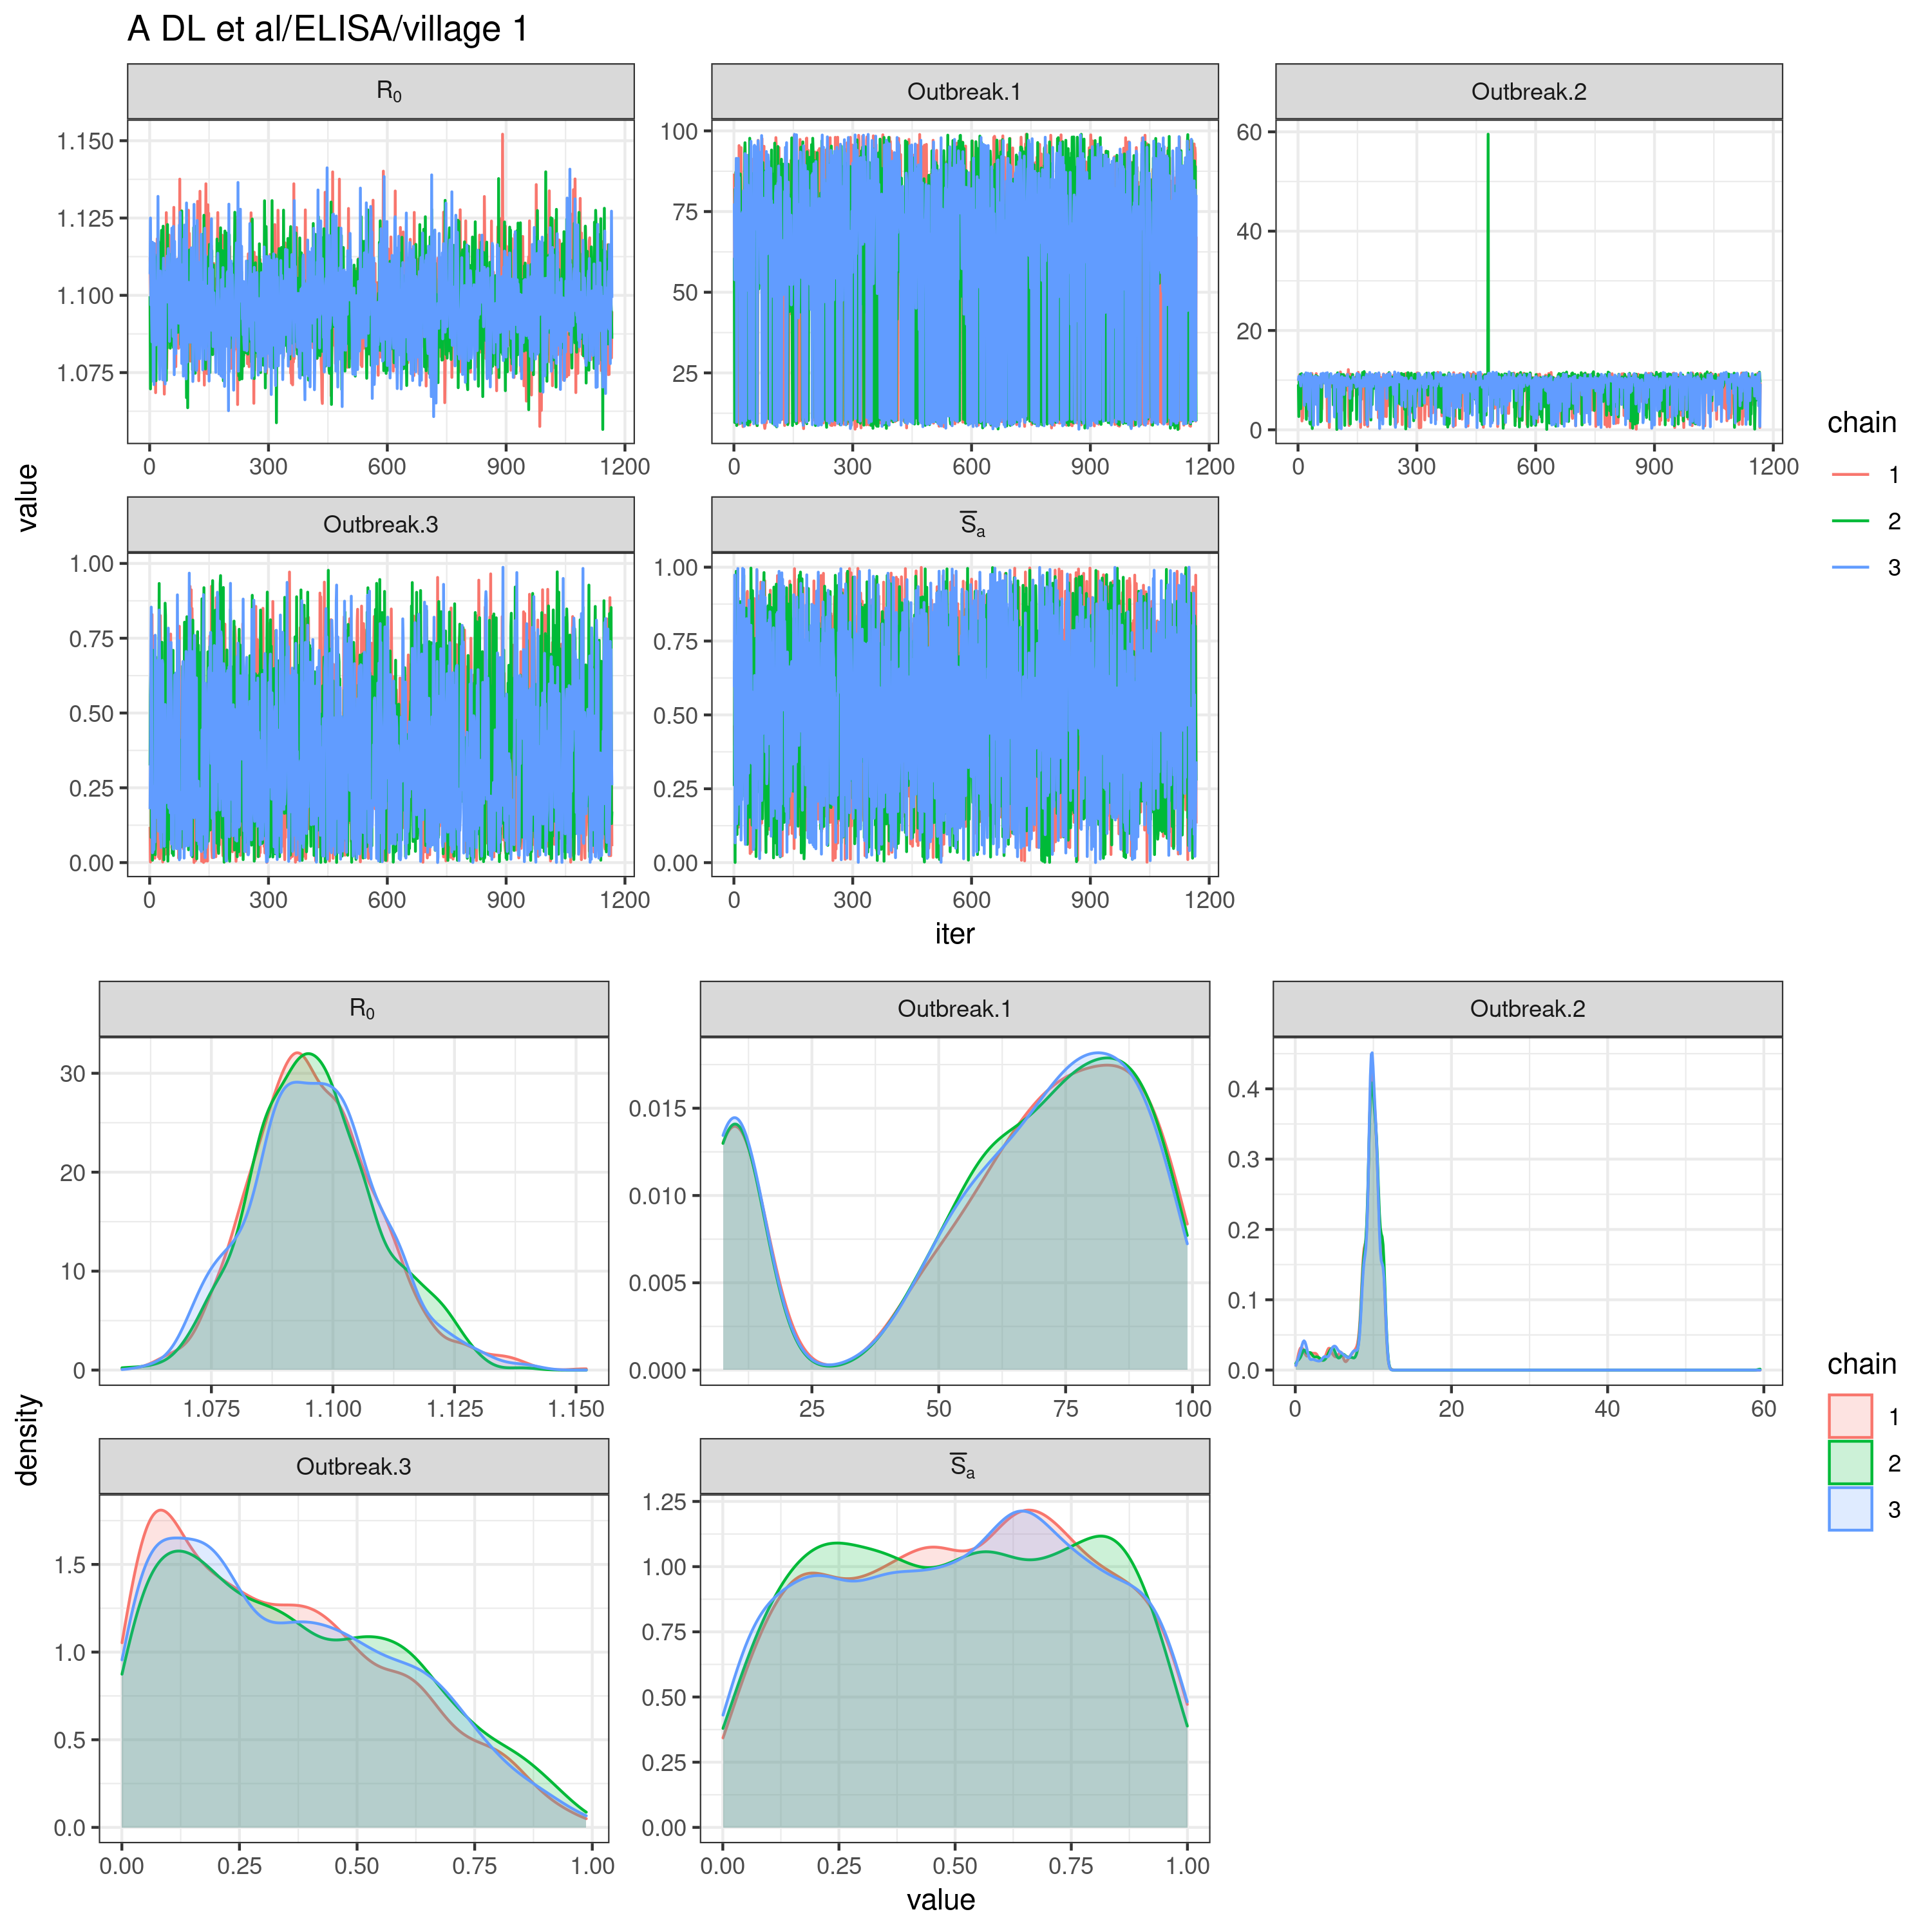 A DL et al/ELISA/village 1
R0 Outbreak.1 Outbreak.2
1.150 1.125 1.100 1.075
100 75 50 25
60 40 20 0
0 300 600 900 1200 0 300 600 900 1200 0 300 600 900 1200
value
Outbreak.3 S̅a
1.00 0.75 0.50 0.25 0.00
1.00 0.75 0.50 0.25 0.00
0 300 600 900 1200 0 300 600 900 1200
iter
chain
1
2
3
R0 Outbreak.1 Outbreak.2
30 20 10 0
0.015 0.010 0.005 0.000
0.4 0.3 0.2 0.1 0.0
1.075 1.100 1.125 1.150 25 50 75 100 0 20 40 60
density
Outbreak.3 S̅a
1.5 1.0 0.5 0.0
1.25 1.00 0.75 0.50 0.25 0.00
0.00 0.25 0.50 0.75 1.00 0.00 0.25 0.50 0.75 1.00
value
chain
1
2
3